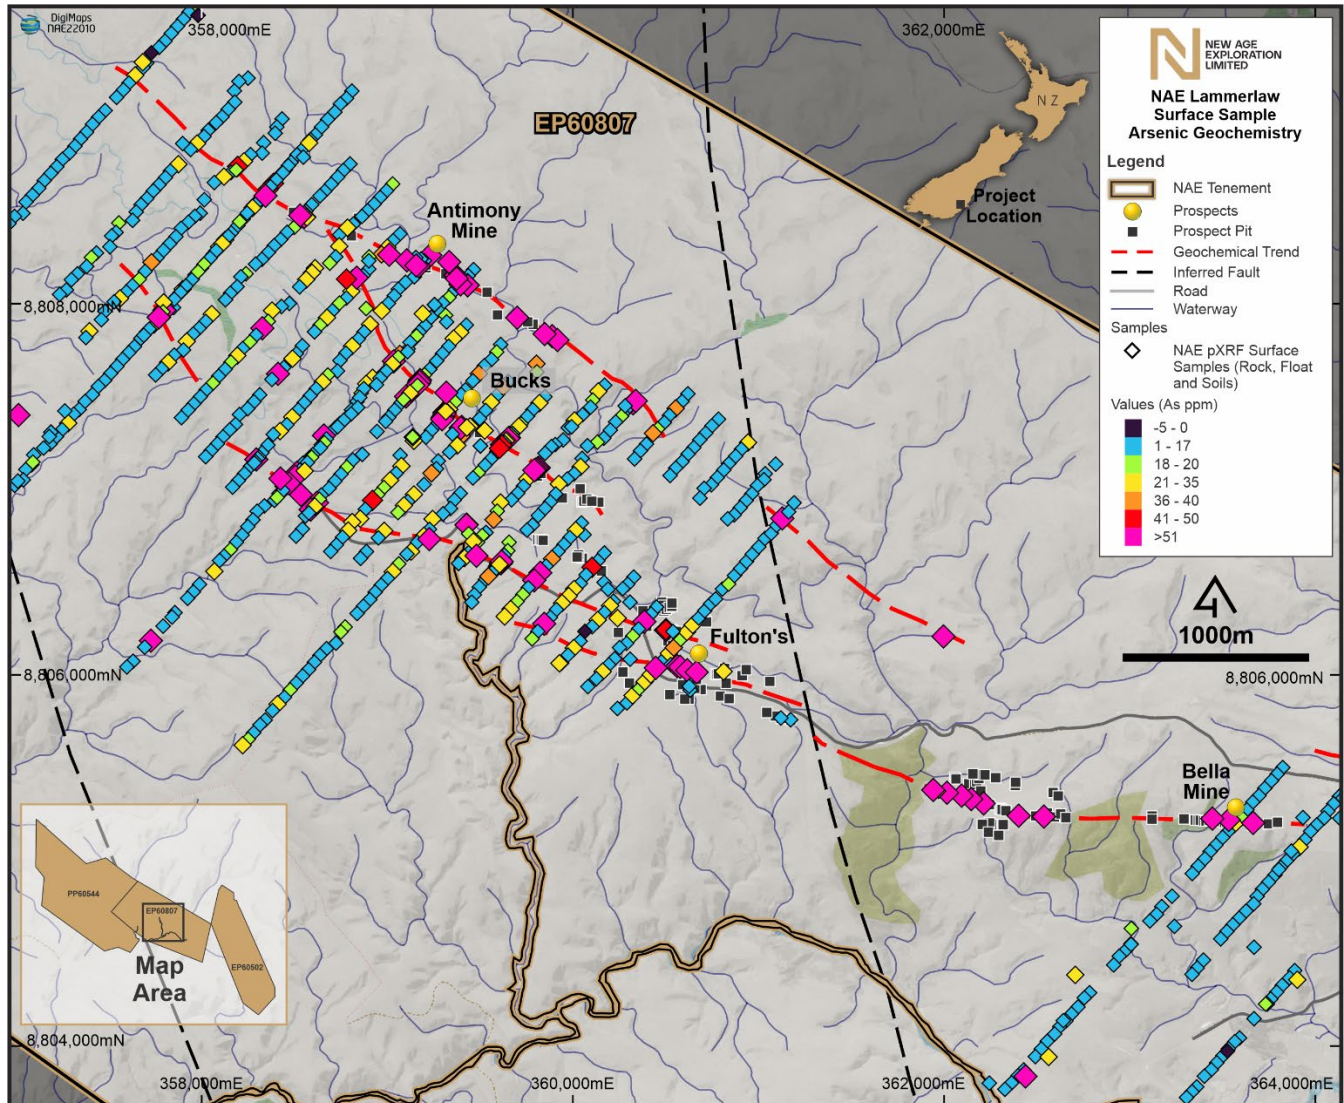 DigiMaps
NAE22010
358,000mE
362,000mE
EP60807
NZ
Project
Location
NEW AGE
EXPLORATION
LIMITED
NAE Lammerlaw
Surface Sample
Arsenic Geochemistry
Legend
NAE Tenement
Prospects
Prospect Pit
Geochemical Trend
Inferred Fault
Road
Waterway
Samples
NAE pXRF Surface
Samples (Rock, Float
and Soils)
Values (As ppm)
-5 - 0
1 - 17
18 - 20
21 - 35
36 - 40
41 - 50
>51
1000m
Antimony
Mine
8,808,000mN
Bucks
Fulton's
8,806,000mN
8,806,000mN
Bella
Mine
PP60544
EP60807
EP60502
Map
Area
8,804,000mN
358,000mE
360,000mE
362,000mE
364,000mE